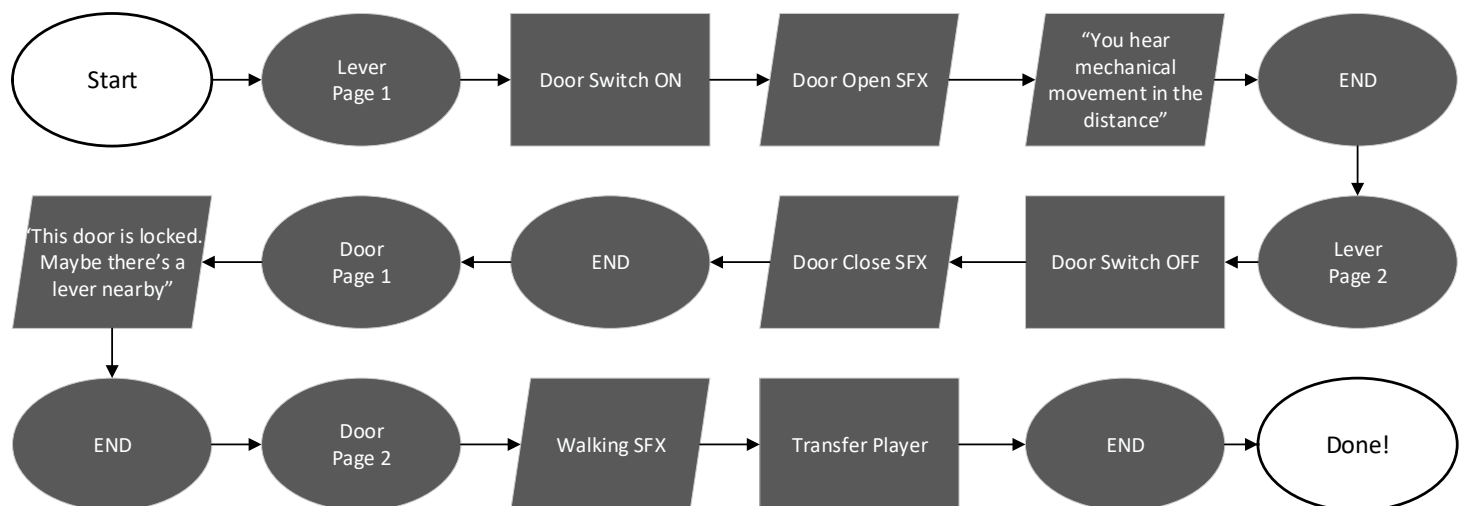 Start
Lever
Page 1
Door Switch ON
Door Open SFX
“You hear
mechanical
movement in the
distance”
END
Lever
Page 2
Door Switch OFF
Door Close SFX
END
Door
Page 1
“This door is locked.
Maybe there’s a
lever nearby”
END
Door
Page 2
Walking SFX
Transfer Player
END
Done!